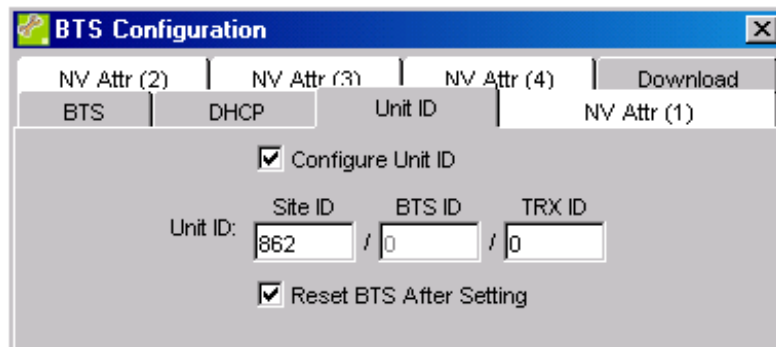 BTS Configuration
NV Attr (2) NV Attr (3) NV Attr (4) Download
BTS DHCP Unit ID NV Attr (1)
Configure Unit ID
Site ID BTS ID TRX ID
Unit ID: 862 / 0 / 0
Reset BTS After Setting